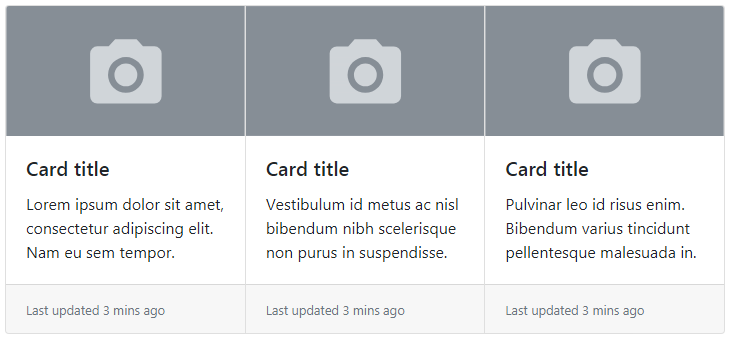 Card title
Lorem ipsum dolor sit amet,
consectetur adipiscing elit.
Nam eu sem tempor.
Last updated 3 mins ago
Card title
Vestibulum id metus ac nisl
bibendum nibh scelerisque
non purus in suspendisse.
Last updated 3 mins ago
Card title
Pulvinar leo id risus enim.
Bibendum varius tincidunt
pellentesque malesuada in.
Last updated 3 mins ago